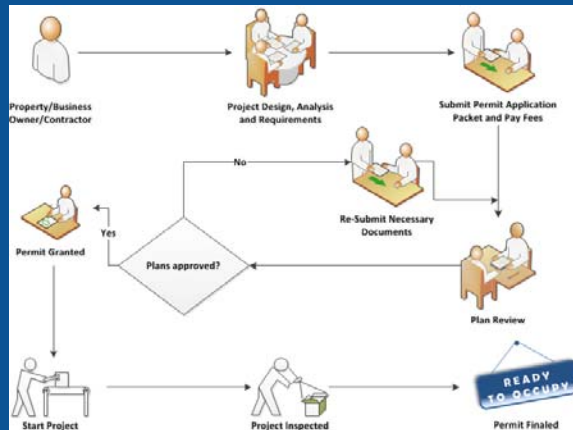 Property/Business
Owner/Contractor
Project Design, Analysis
and Requirements
Submit Permit Application
Packet and Pay Fees
No
Re-Submit Necessary
Documents
Yes
Permit Granted
Plans approved?
Plan Review
READY
TO OCCUPY
Start Project
Project Inspected
Permit Finaled